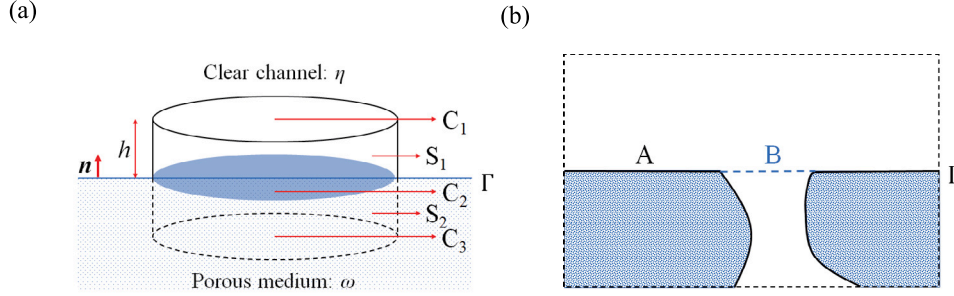 (a)
(b)
Clear channel: η
C1
h
S1
n
Γ
C2
S2
C3
Porous medium: ω
A
B